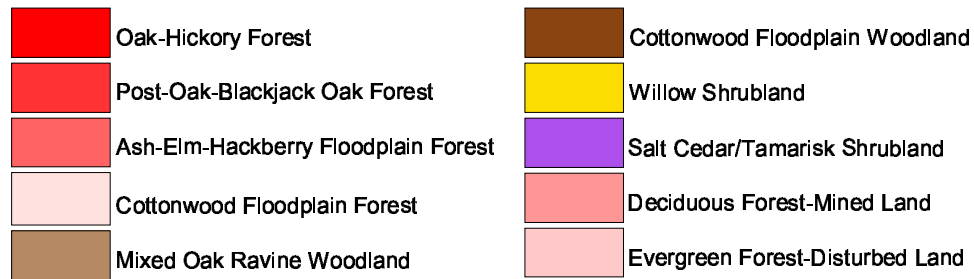 Oak-Hickory Forest
Post-Oak-Blackjack Oak Forest
Ash-Elm-Hackberry Floodplain Forest
Cottonwood Floodplain Forest
Mixed Oak Ravine Woodland
Cottonwood Floodplain Woodland
Willow Shrubland
Salt Cedar/Tamarisk Shrubland
Deciduous Forest-Mined Land
Evergreen Forest-Disturbed Land